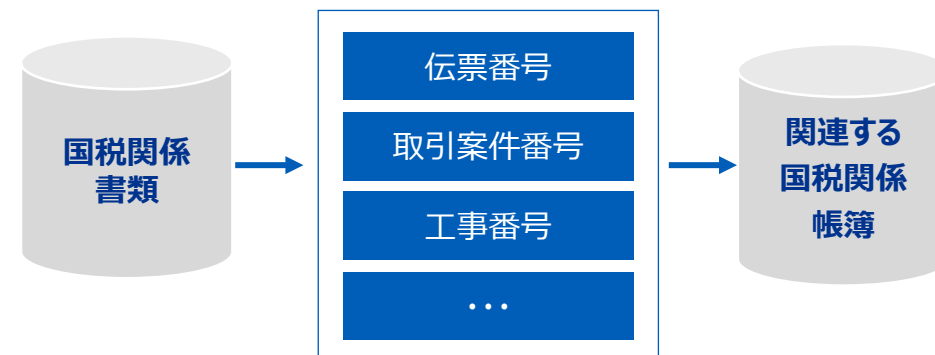 国税関係
書類
伝票番号
取引案件番号
工事番号
・・・
関連する
国税関係
帳簿